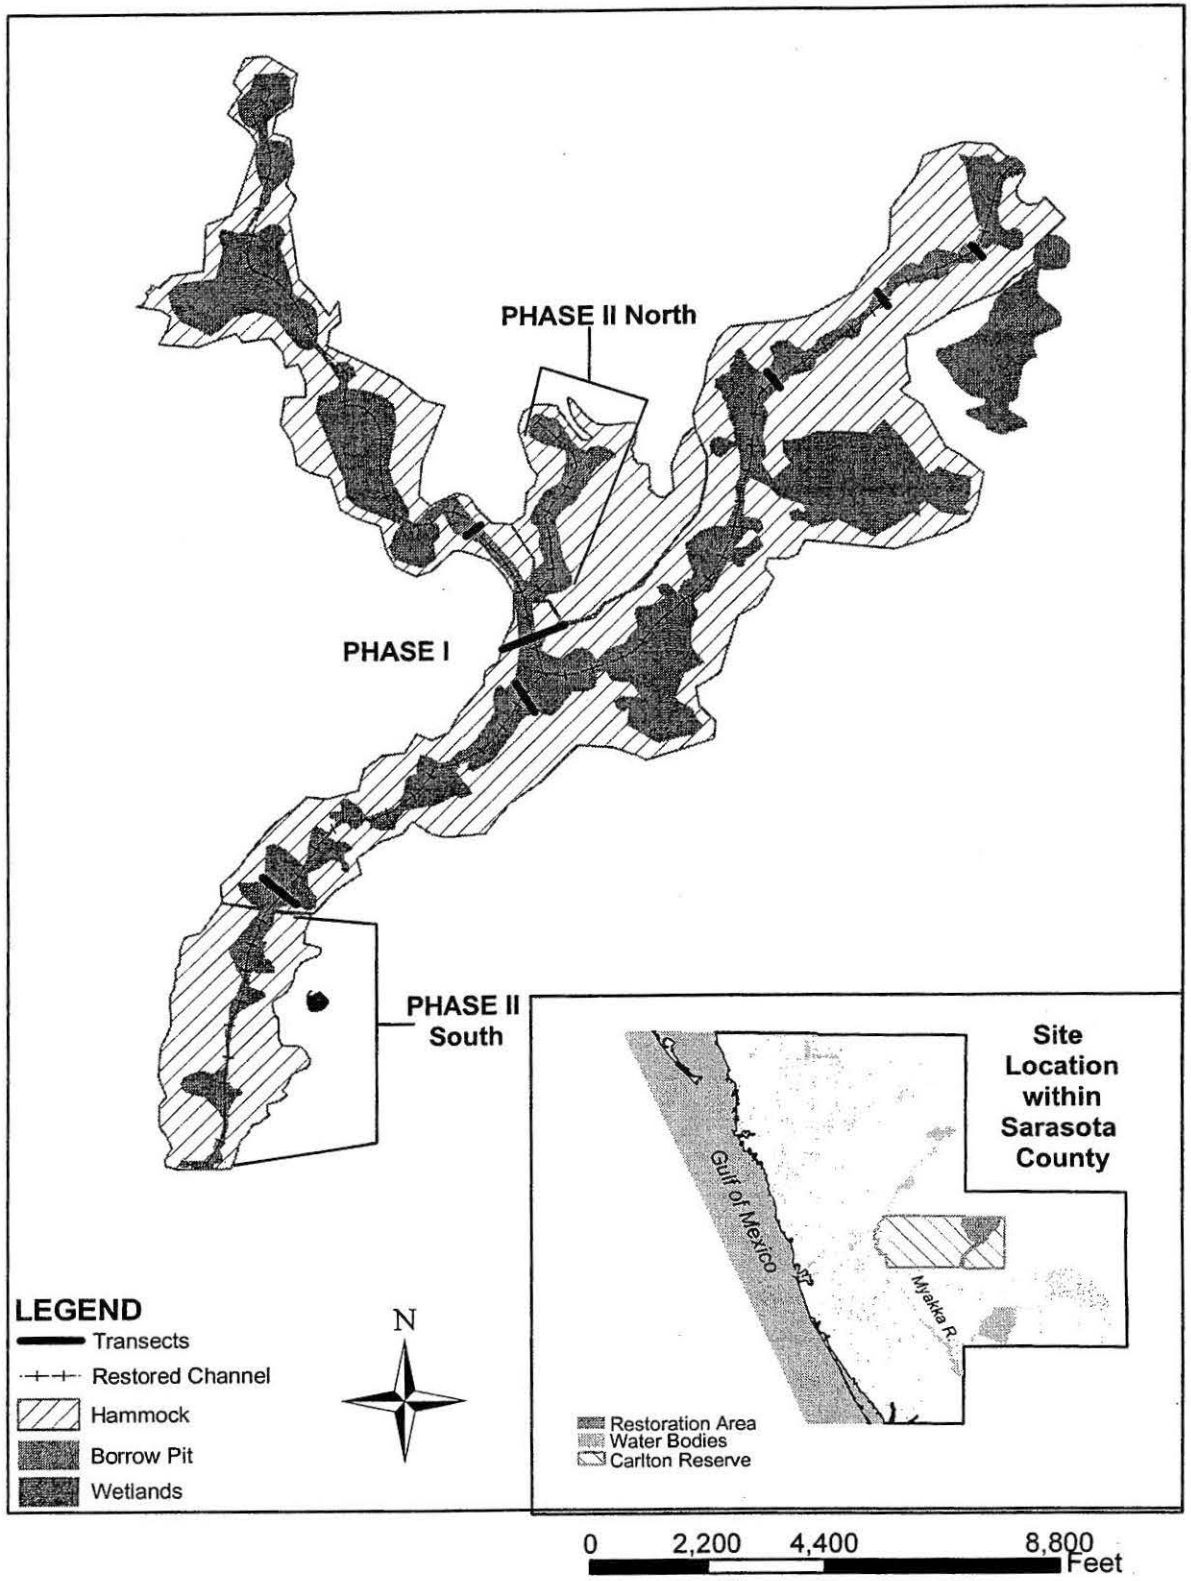 PHASE II North
PHASE I
PHASE II
South
Site
Location
within
Sarasota
County
Gulf of Mexico
Myakka R.
Restoration Area
Water Bodies
Carlton Reserve
LEGEND
Transects
Restored Channel
Hammock
Borrow Pit
Wetlands
N
0 2,200 4,400 8,800
Feet